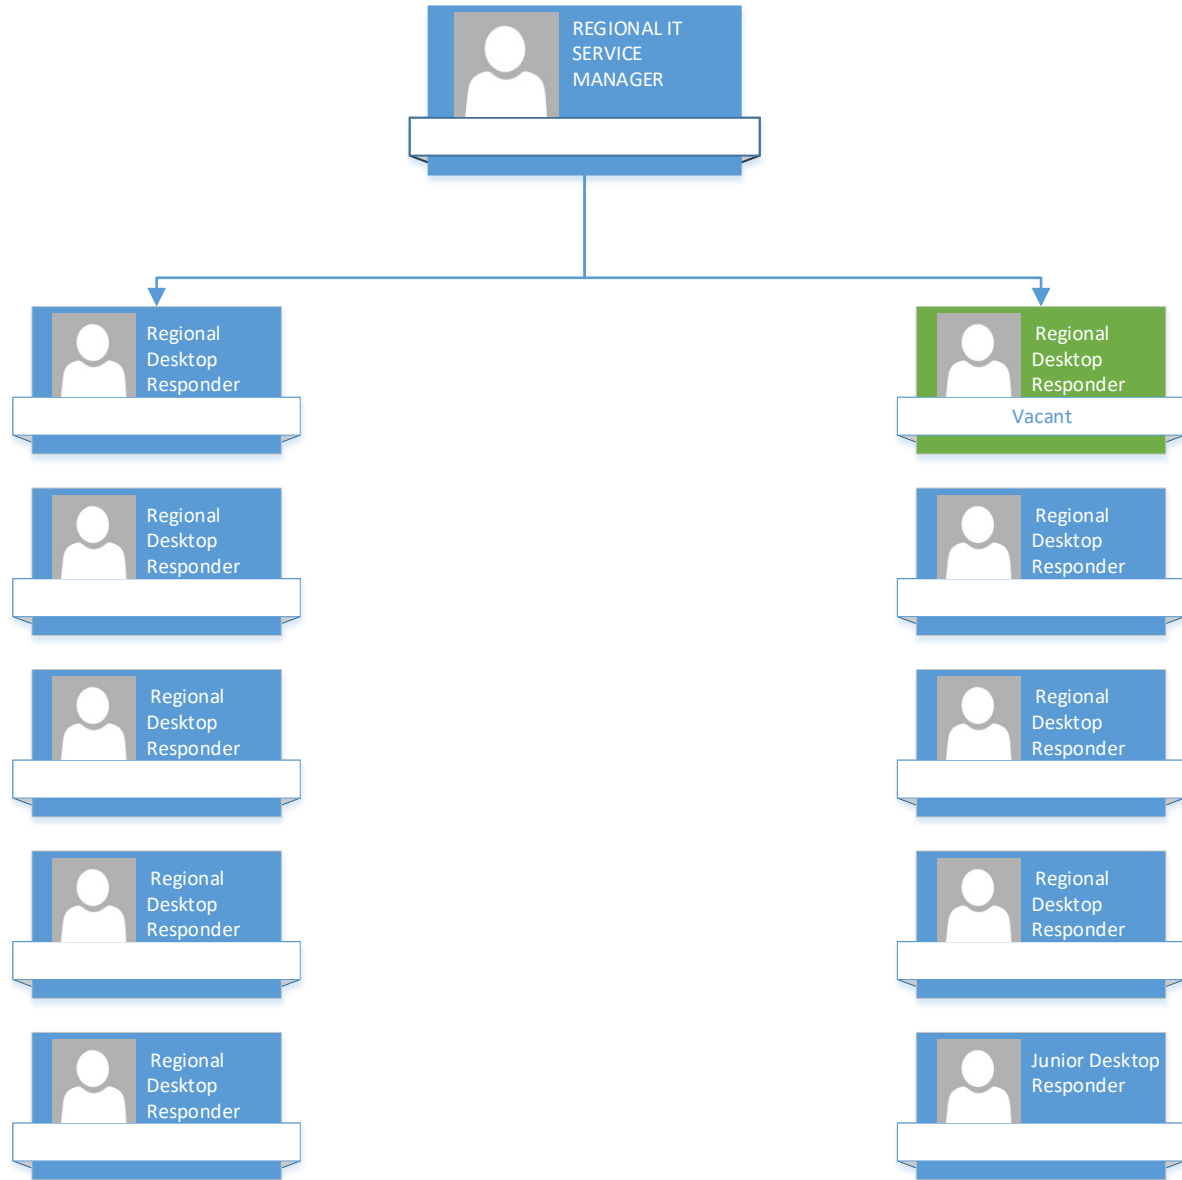 REGIONAL IT
SERVICE
MANAGER
Regional
Desktop
Responder
Regional
Desktop
Responder
Vacant
Regional
Desktop
Responder
Regional
Desktop
Responder
Regional
Desktop
Responder
Regional
Desktop
Responder
Regional
Desktop
Responder
Regional
Desktop
Responder
Regional
Desktop
Responder
Junior Desktop
Responder